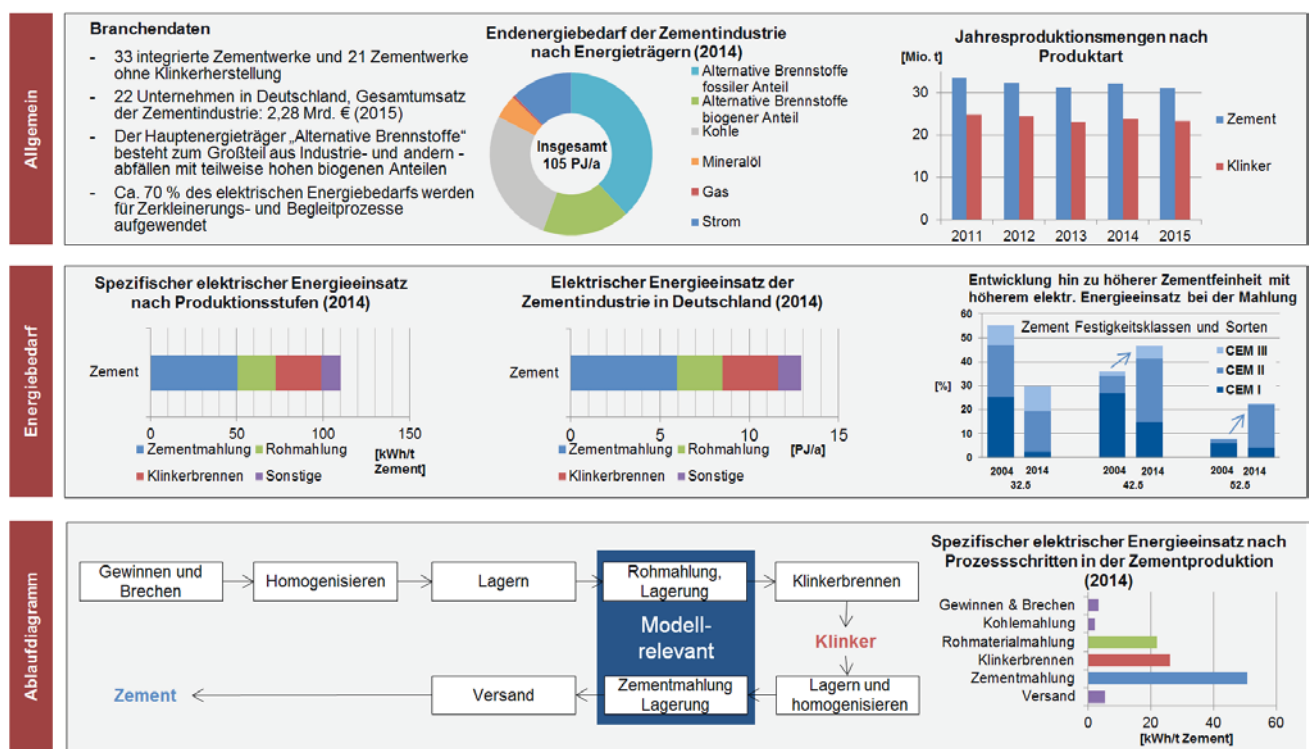 Allgemein
Branchendaten
- 33 integrierte Zementwerke und 21 Zementwerke
ohne Klinkerherstellung
- 22 Unternehmen in Deutschland, Gesamtumsatz
der Zementindustrie: 2,28 Mrd. € (2015)
- Der Hauptenergieträger „Alternative Brennstoffe“
besteht zum Großteil aus Industrie- und andern -
abfällen mit teilweise hohen biogenen Anteilen
- Ca. 70 % des elektrischen Energiebedarfs werden
für Zerkleinerungs- und Begleitprozesse
aufgewendet
Endenergiebedarf der Zementindustrie
nach Energieträgern (2014)
Insgesamt
105 PJ/a
Alternative Brennstoffe
fossiler Anteil
Alternative Brennstoffe
biogener Anteil
Kohle
Mineralöl
Gas
Strom
Jahresproduktionsmengen nach
Produktart
[Mio. t]
30
20
10
0
2011 2012 2013 2014 2015
Zement
Klinker
Energiebedarf
Spezifischer elektrischer Energieeinsatz
nach Produktionsstufen (2014)
Zement
0 50 100 150
[kWh/t
Zement]
Zementmahlung Rohmahlung
Klinkerbrennen Sonstige
Elektrischer Energieeinsatz der
Zementindustrie in Deutschland (2014)
Zement
0 5 10 15
[PJ/a]
Zementmahlung Rohmahlung
Klinkerbrennen Sonstige
Entwicklung hin zu höherer Zementfeinheit mit
höherem elektr. Energieeinsatz bei der Mahlung
Zement Festigkeitsklassen und Sorten
[%]
60
50
40
30
20
10
0
CEM III
CEM II
CEM I
2004 2014 2004 2014 2004 2014
32.5 42.5 52.5
Ablaufdiagramm
Gewinnen und
Brechen
Homogenisieren
Lagern
Rohmahlung,
Lagerung
Klinkerbrennen
Modell-
relevant
Klinker
Zement
Versand
Zementmahlung
Lagerung
Lagern und
homogenisieren
Spezifischer elektrischer Energieeinsatz nach
Prozessschritten in der Zementproduktion
(2014)
Gewinnen & Brechen
Kohlemahlung
Rohmaterialmahlung
Klinkerbrennen
Zementmahlung
Versand
0 20 40 60
[kWh/t Zement]